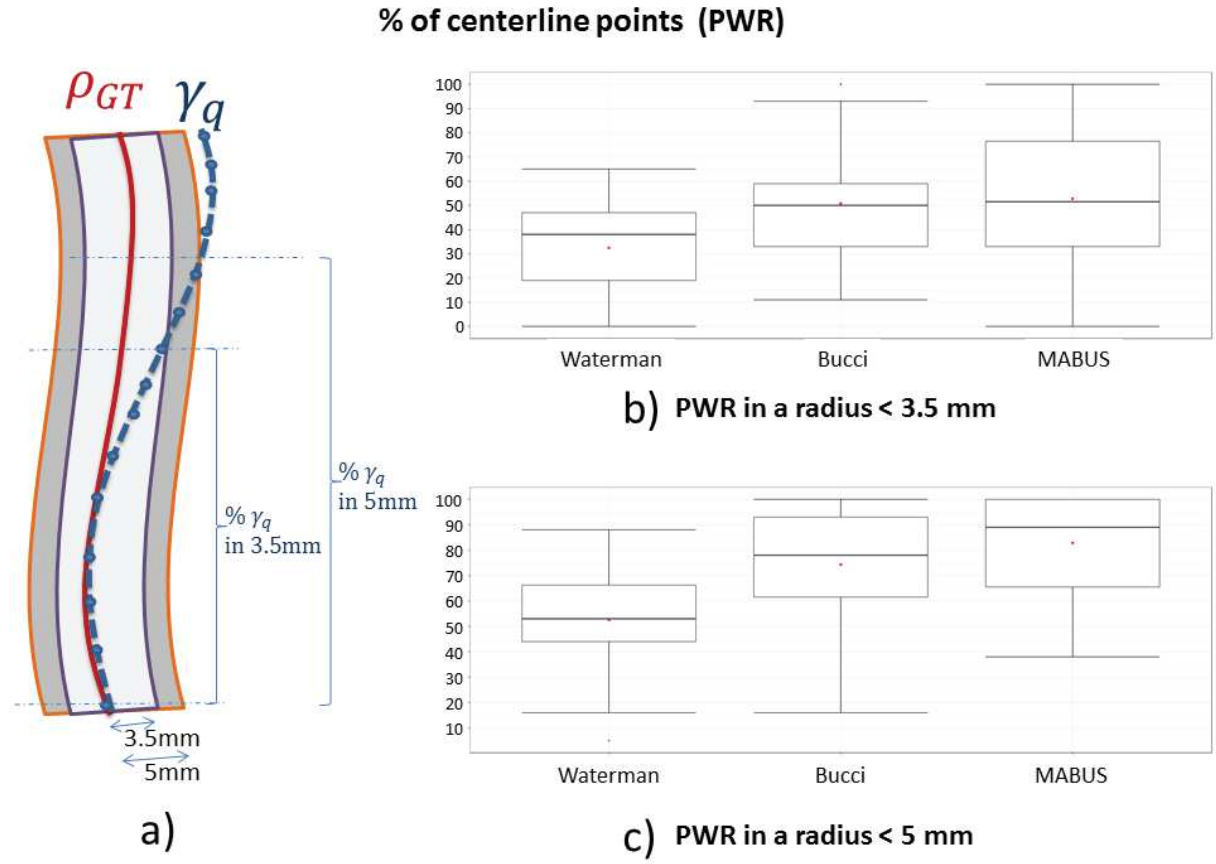 % of centerline points (PWR)
ρGT γq
% γq
in 3.5mm
% γq
in 5mm
3.5mm
5mm
a)
100
90
80
70
60
50
40
30
20
10
0
Waterman Bucci MABUS
b) PWR in a radius < 3.5 mm
100
90
80
70
60
50
40
30
20
10
Waterman Bucci MABUS
c) PWR in a radius < 5 mm